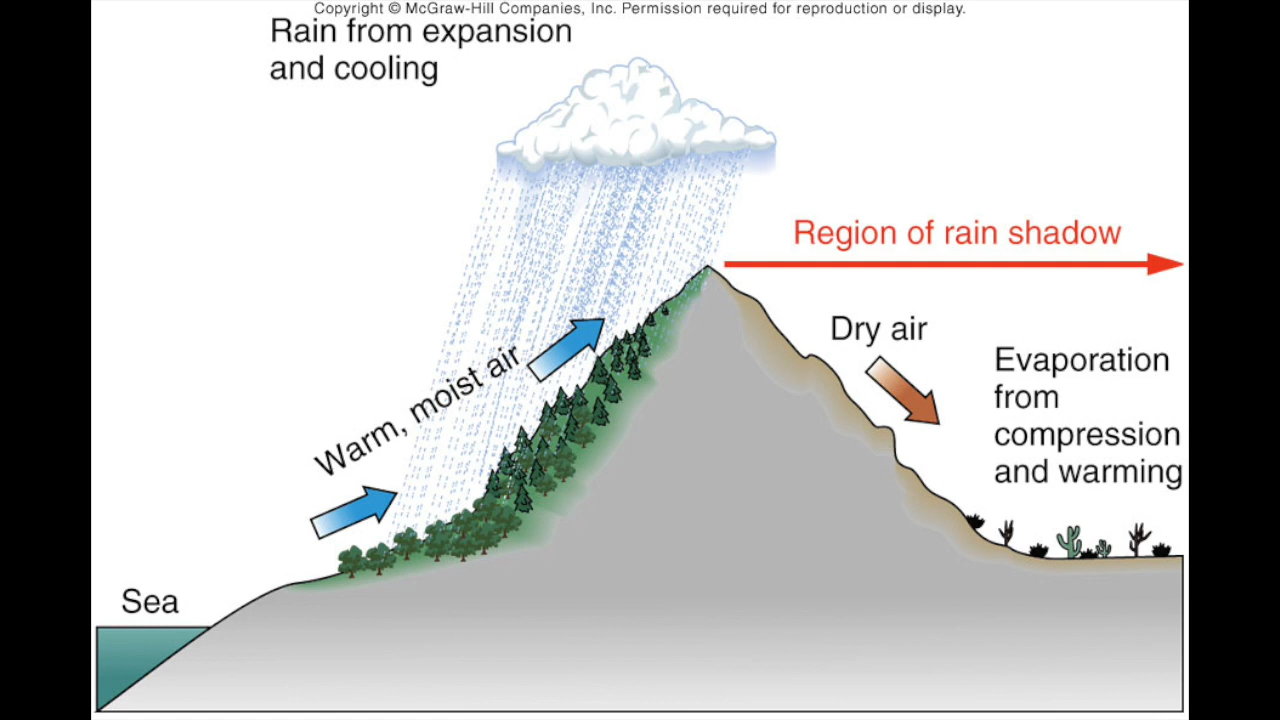 Copyright © McGraw-Hill Companies, Inc. Permission required for reproduction or display.
Rain from expansion
and cooling
Region of rain shadow
Dry air
Evaporation
from
compression
and warming
Warm, moist air
Sea